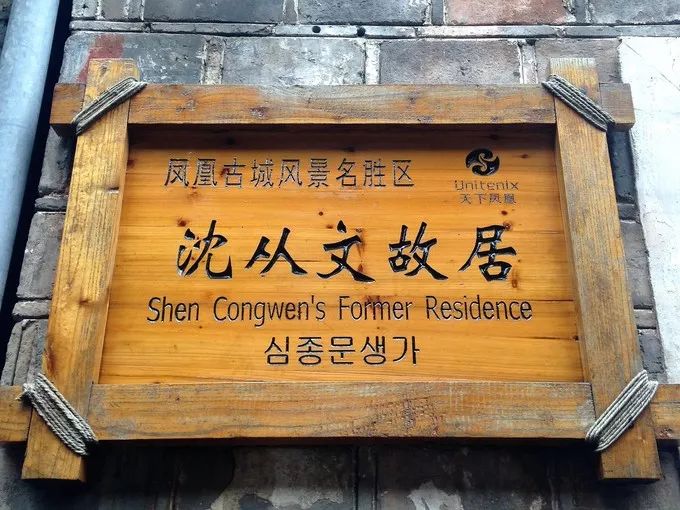 凤凰古城风景名胜区
Unitenix
天下凤凰
沈从文故居
Shen Congwen's Former Residence
심종문생가